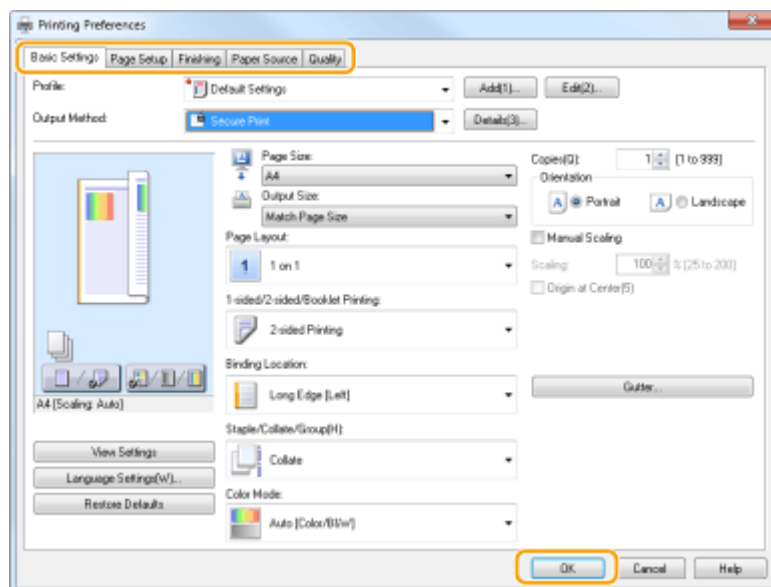 Printing Preferences
Basic Settings Page Setup Finishing Paper Source Quality
Profile: Default Settings Add(1)... Edit(2)...
Output Method: Secure Print Details(3)...
Page Size: Copies(Q): 1 [1 to 999]
A4 Orientation
Output Size: A Portrait A Landscape
Match Page Size
Page Layout: Manual Scaling
1 1 on 1 Scaling: 100 % [25 to 200]
1-sided/2-sided/Booklet Printing: Origin at Center(5)
2-sided Printing
Binding Location:
Long Edge [Left] Gutter...
A4 [Scaling: Auto]
Staple/Collate/Group(H):
View Settings Collate
Language Settings(W)...
Restore Defaults Color Mode:
Auto [Color/B/W]
OK Cancel Help